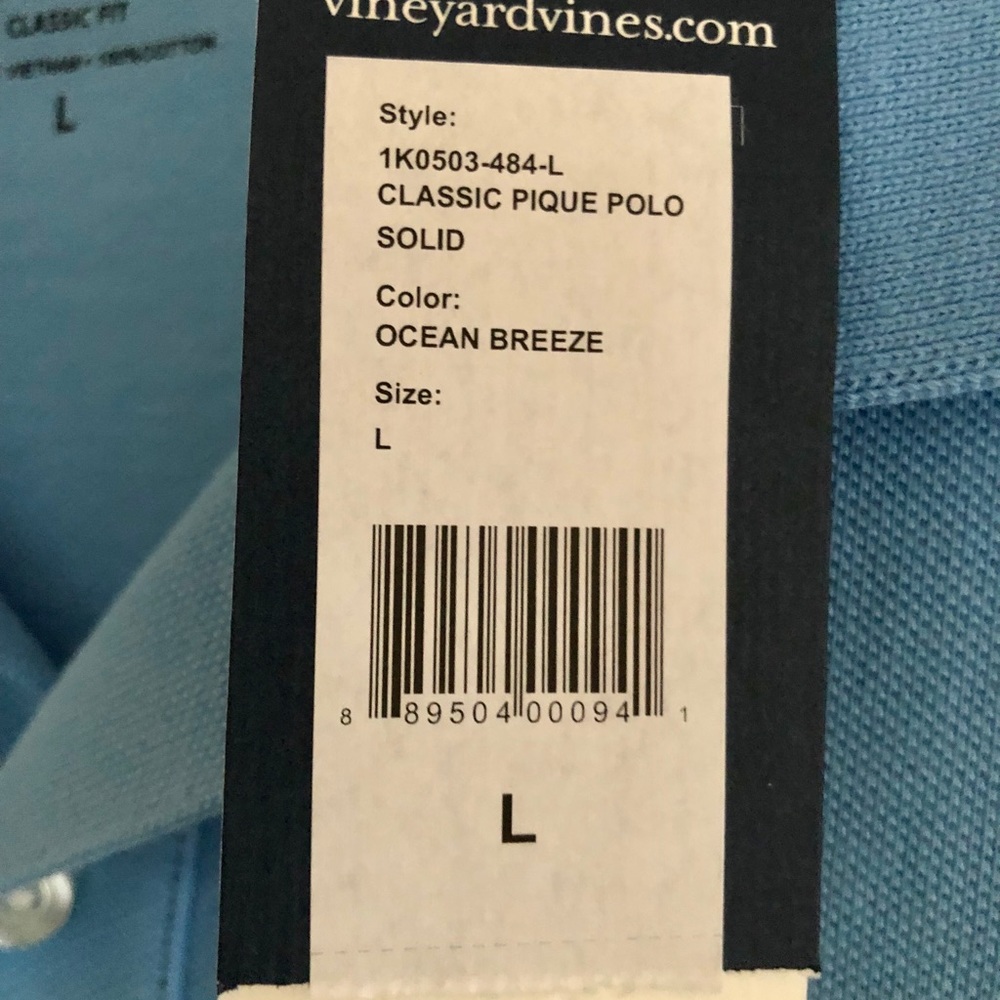 CLASSIC FIT
L
vineyardvines.com
Style:
1K0503-484-L
CLASSIC PIQUE POLO
SOLID
Color:
OCEAN BREEZE
Size:
L
8 89504 00094 1
L